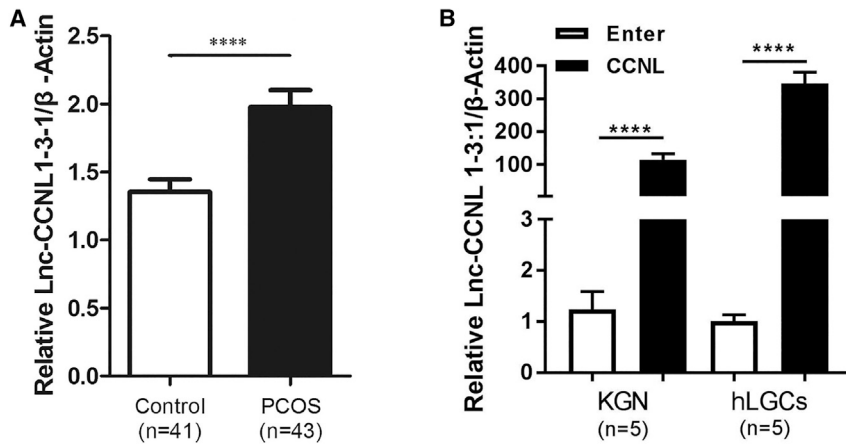 A
Relative Lnc-CCNL1-3-1/β -Actin
2.5
2.0
1.5
1.0
0.5
0.0
****
Control
(n=41)
PCOS
(n=43)
B
Relative Lnc-CCNL 1-3:1/β-Actin
Enter
CCNL
400
300
200
100
3
2
1
0
****
****
KGN
(n=5)
hLGCs
(n=5)